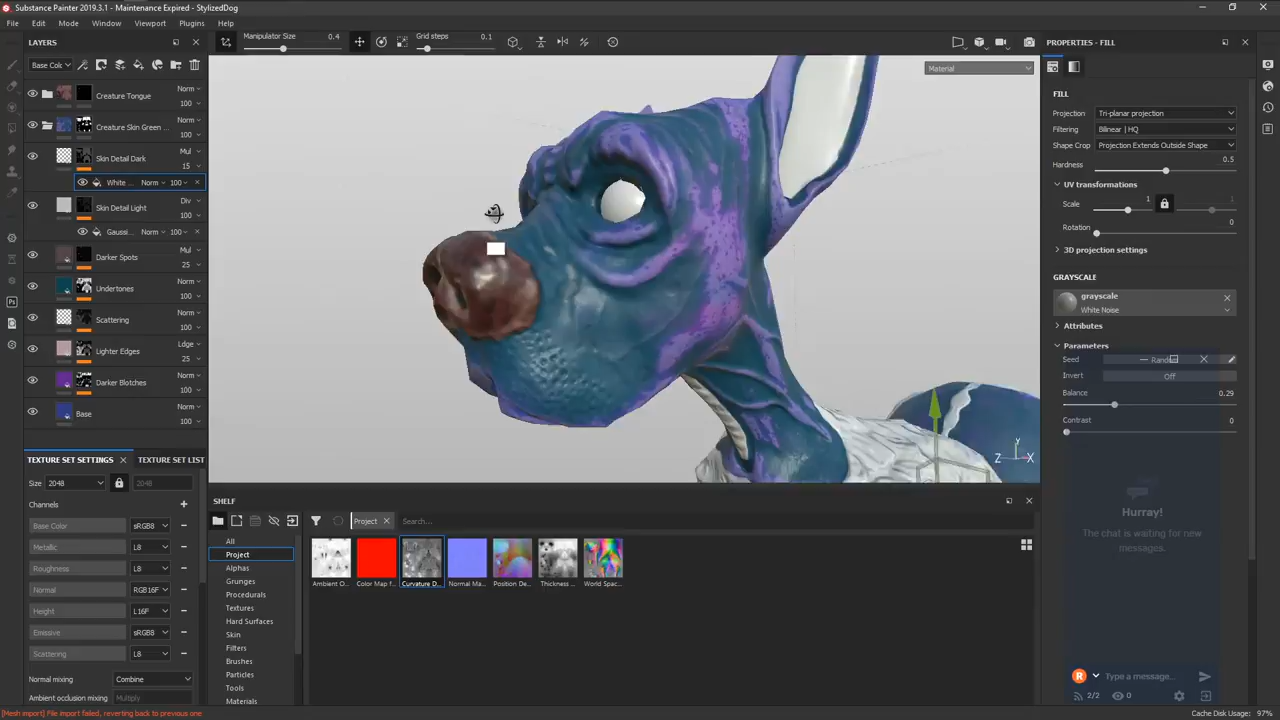 Substance Painter 2019.3.1 - Maintenance Expired - StylizedDog
File Edit Mode Window Viewport Plugins Help
LAYERS
Manipulator Size 0.4
Grid steps 0.1
PROPERTIES - FILL
Base Col
Material
Creature Tongue Norm 100
Creature Skin Green ... Norm 100
Skin Detail Dark Mul 15
White ... Norm 100
Skin Detail Light Div 100
Gaussi... Norm 100
Darker Spots Mul 25
Undertones Norm 100
Scattering Norm 100
Lighter Edges Ldge 25
Darker Blotches Norm 100
Base Norm 100
FILL
Projection Tri-planar projection
Filtering Bilinear | HQ
Shape Crop Projection Extends Outside Shape
Hardness 0.5
UV transformations
Scale 1
Rotation 0
3D projection settings
GRAYSCALE
grayscale
White Noise
Attributes
Parameters
Seed Random
Invert Off
Balance 0.29
Contrast 0
Hurray!
The chat is waiting for new
messages.
Type a message...
2/2 0
Y
Z X
TEXTURE SET SETTINGS TEXTURE SET LIST
Size 2048 2048
Channels
Base Color sRGB8
Metallic L8
Roughness L8
Normal RGB16F
Height L16F
Emissive sRGB8
Scattering L8
Normal mixing Combine
Ambient occlusion mixing Multiply
SHELF
Project
Search...
All
Project
Alphas
Grunges
Procedurals
Textures
Hard Surfaces
Skin
Filters
Brushes
Particles
Tools
Materials
Ambient O... Color Map f... Curvature D... Normal Ma... Position De... Thickness ... World Spac...
[Mesh import] File import failed, reverting back to previous one.
Cache Disk Usage: 97%